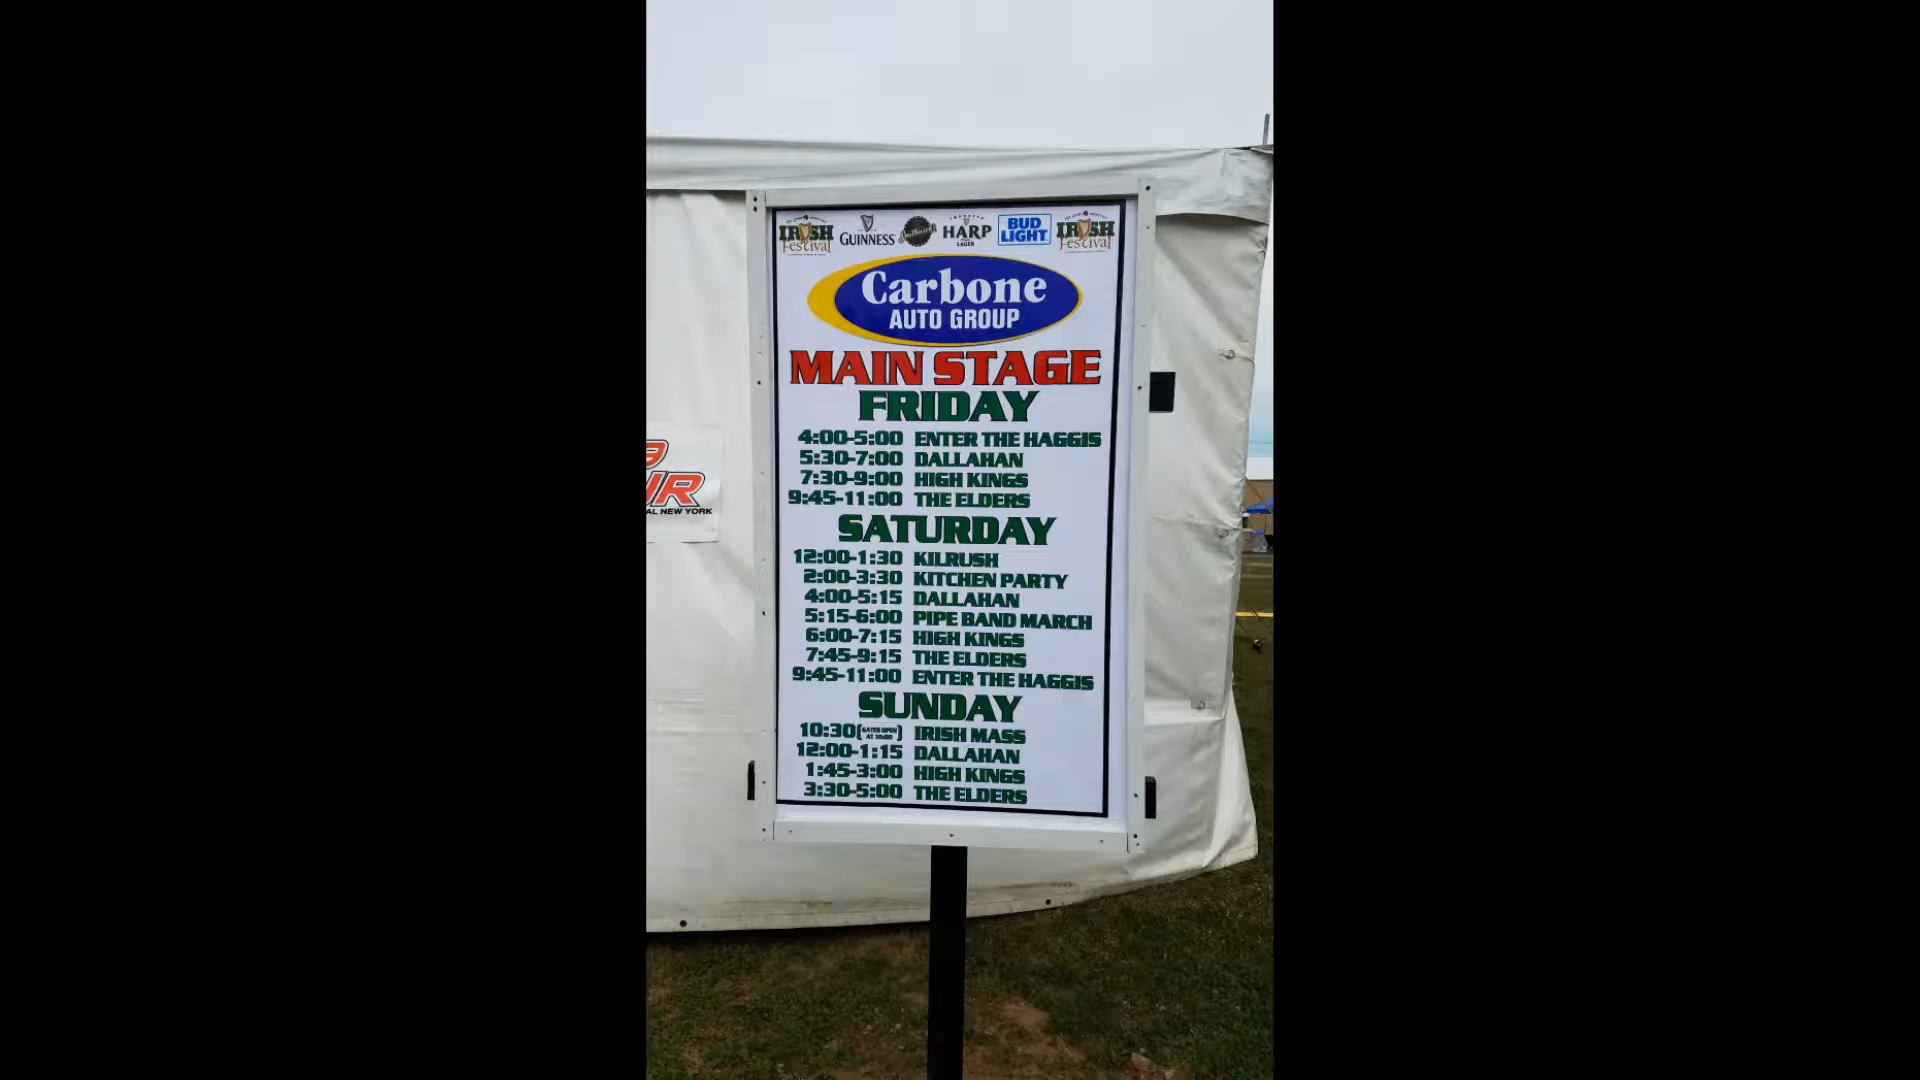 IRISH Festival GUINNESS Smithwick's HARP LAGER BUD LIGHT IRISH Festival
Carbone
AUTO GROUP
MAIN STAGE
FRIDAY
4:00-5:00 ENTER THE HAGGIS
5:30-7:00 DALLAHAN
7:30-9:00 HIGH KINGS
9:45-11:00 THE ELDERS
SATURDAY
12:00-1:30 KILRUSH
2:00-3:30 KITCHEN PARTY
4:00-5:15 DALLAHAN
5:15-6:00 PIPE BAND MARCH
6:00-7:15 HIGH KINGS
7:45-9:15 THE ELDERS
9:45-11:00 ENTER THE HAGGIS
SUNDAY
10:30(GATES OPEN AT 10:00) IRISH MASS
12:00-1:15 DALLAHAN
1:45-3:00 HIGH KINGS
3:30-5:00 THE ELDERS
AL NEW YORK